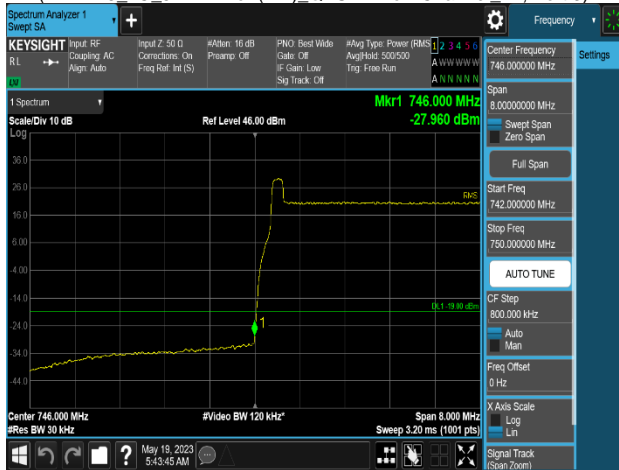 Spectrum Analyzer 1
Swept SA
+
Frequency
KEYSIGHT
RL
Input: RF
Coupling: AC
Align: Auto
Input Z: 50 Ω
Corrections: On
Freq Ref: Int (S)
#Atten: 16 dB
Preamp: Off
PNO: Best Wide
Gate: Off
IF Gain: Low
Sig Track: Off
#Avg Type: Power (RMS
Avg|Hold: 500/500
Trig: Free Run
1 2 3 4 5 6
A W W W W W
A N N N N N
1 Spectrum
Scale/Div 10 dB
Log
Ref Level 46.00 dBm
Mkr1 746.000 MHz
-27.960 dBm
36.0
26.0
16.0
6.00
-4.00
-14.0
-24.0
-34.0
-44.0
RMS
DL1 -19.00 dBm
1
Center 746.000 MHz
#Res BW 30 kHz
#Video BW 120 kHz*
Span 8.000 MHz
Sweep 3.20 ms (1001 pts)
Center Frequency
746.000000 MHz
Settings
Span
8.00000000 MHz
Swept Span
Zero Span
Full Span
Start Freq
742.000000 MHz
Stop Freq
750.000000 MHz
AUTO TUNE
CF Step
800.000 kHz
Auto
Man
Freq Offset
0 Hz
X Axis Scale
Log
Lin
Signal Track
(Span Zoom)
?
May 19, 2023
5:43:45 AM